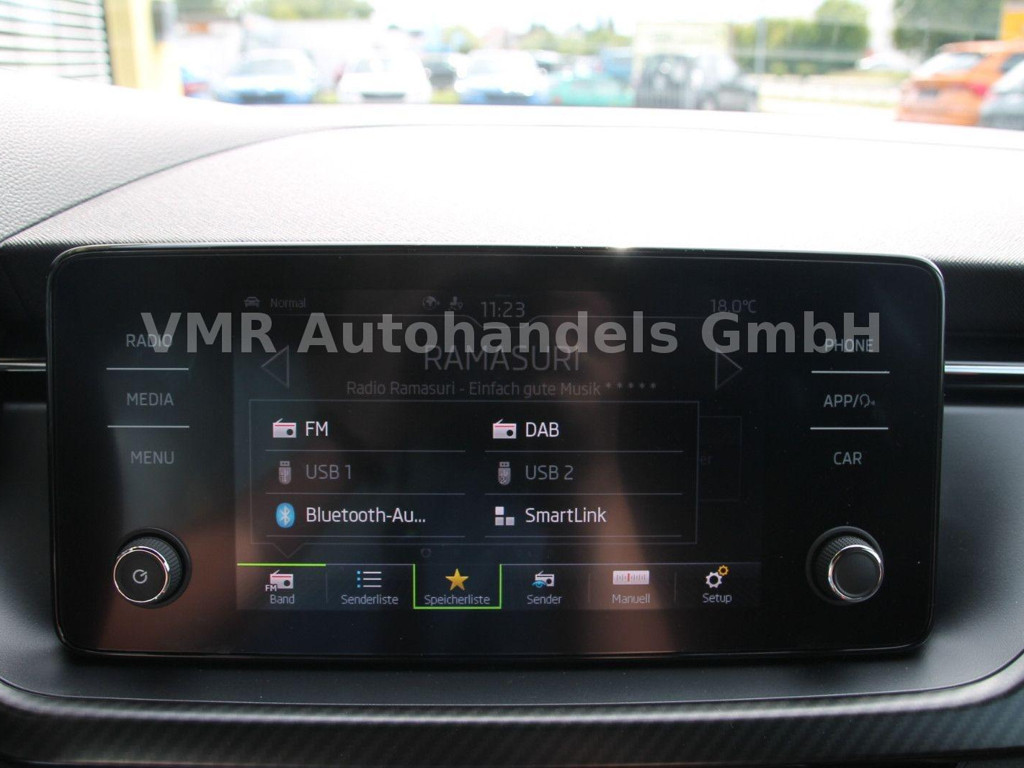 Normal
11:23
18.0°C
VMR Autohandels GmbH
RADIO
RAMASURI
PHONE
Radio Ramasuri - Einfach gute Musik * * * * *
MEDIA
APP/
FM
DAB
MENU
USB 1
USB 2
CAR
Bluetooth-Au...
SmartLink
FM
Band
Senderliste
Speicherliste
Sender
Manuell
Setup